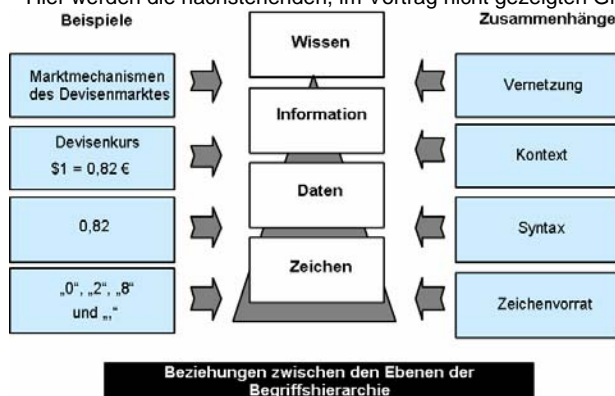 Hier werden die nachstehenden, im Vortrag nicht gezeigten
Beispiele
Wissen
Zusammenhänge
Marktmechanismen
des Devisenmarktes
Vernetzung
Information
Devisenkurs
$1 = 0,82 €
Kontext
Daten
0,82
Syntax
Zeichen
„0“, „2“, „8“
und „,“
Zeichenvorrat
Beziehungen zwischen den Ebenen der
Begriffshierarchie